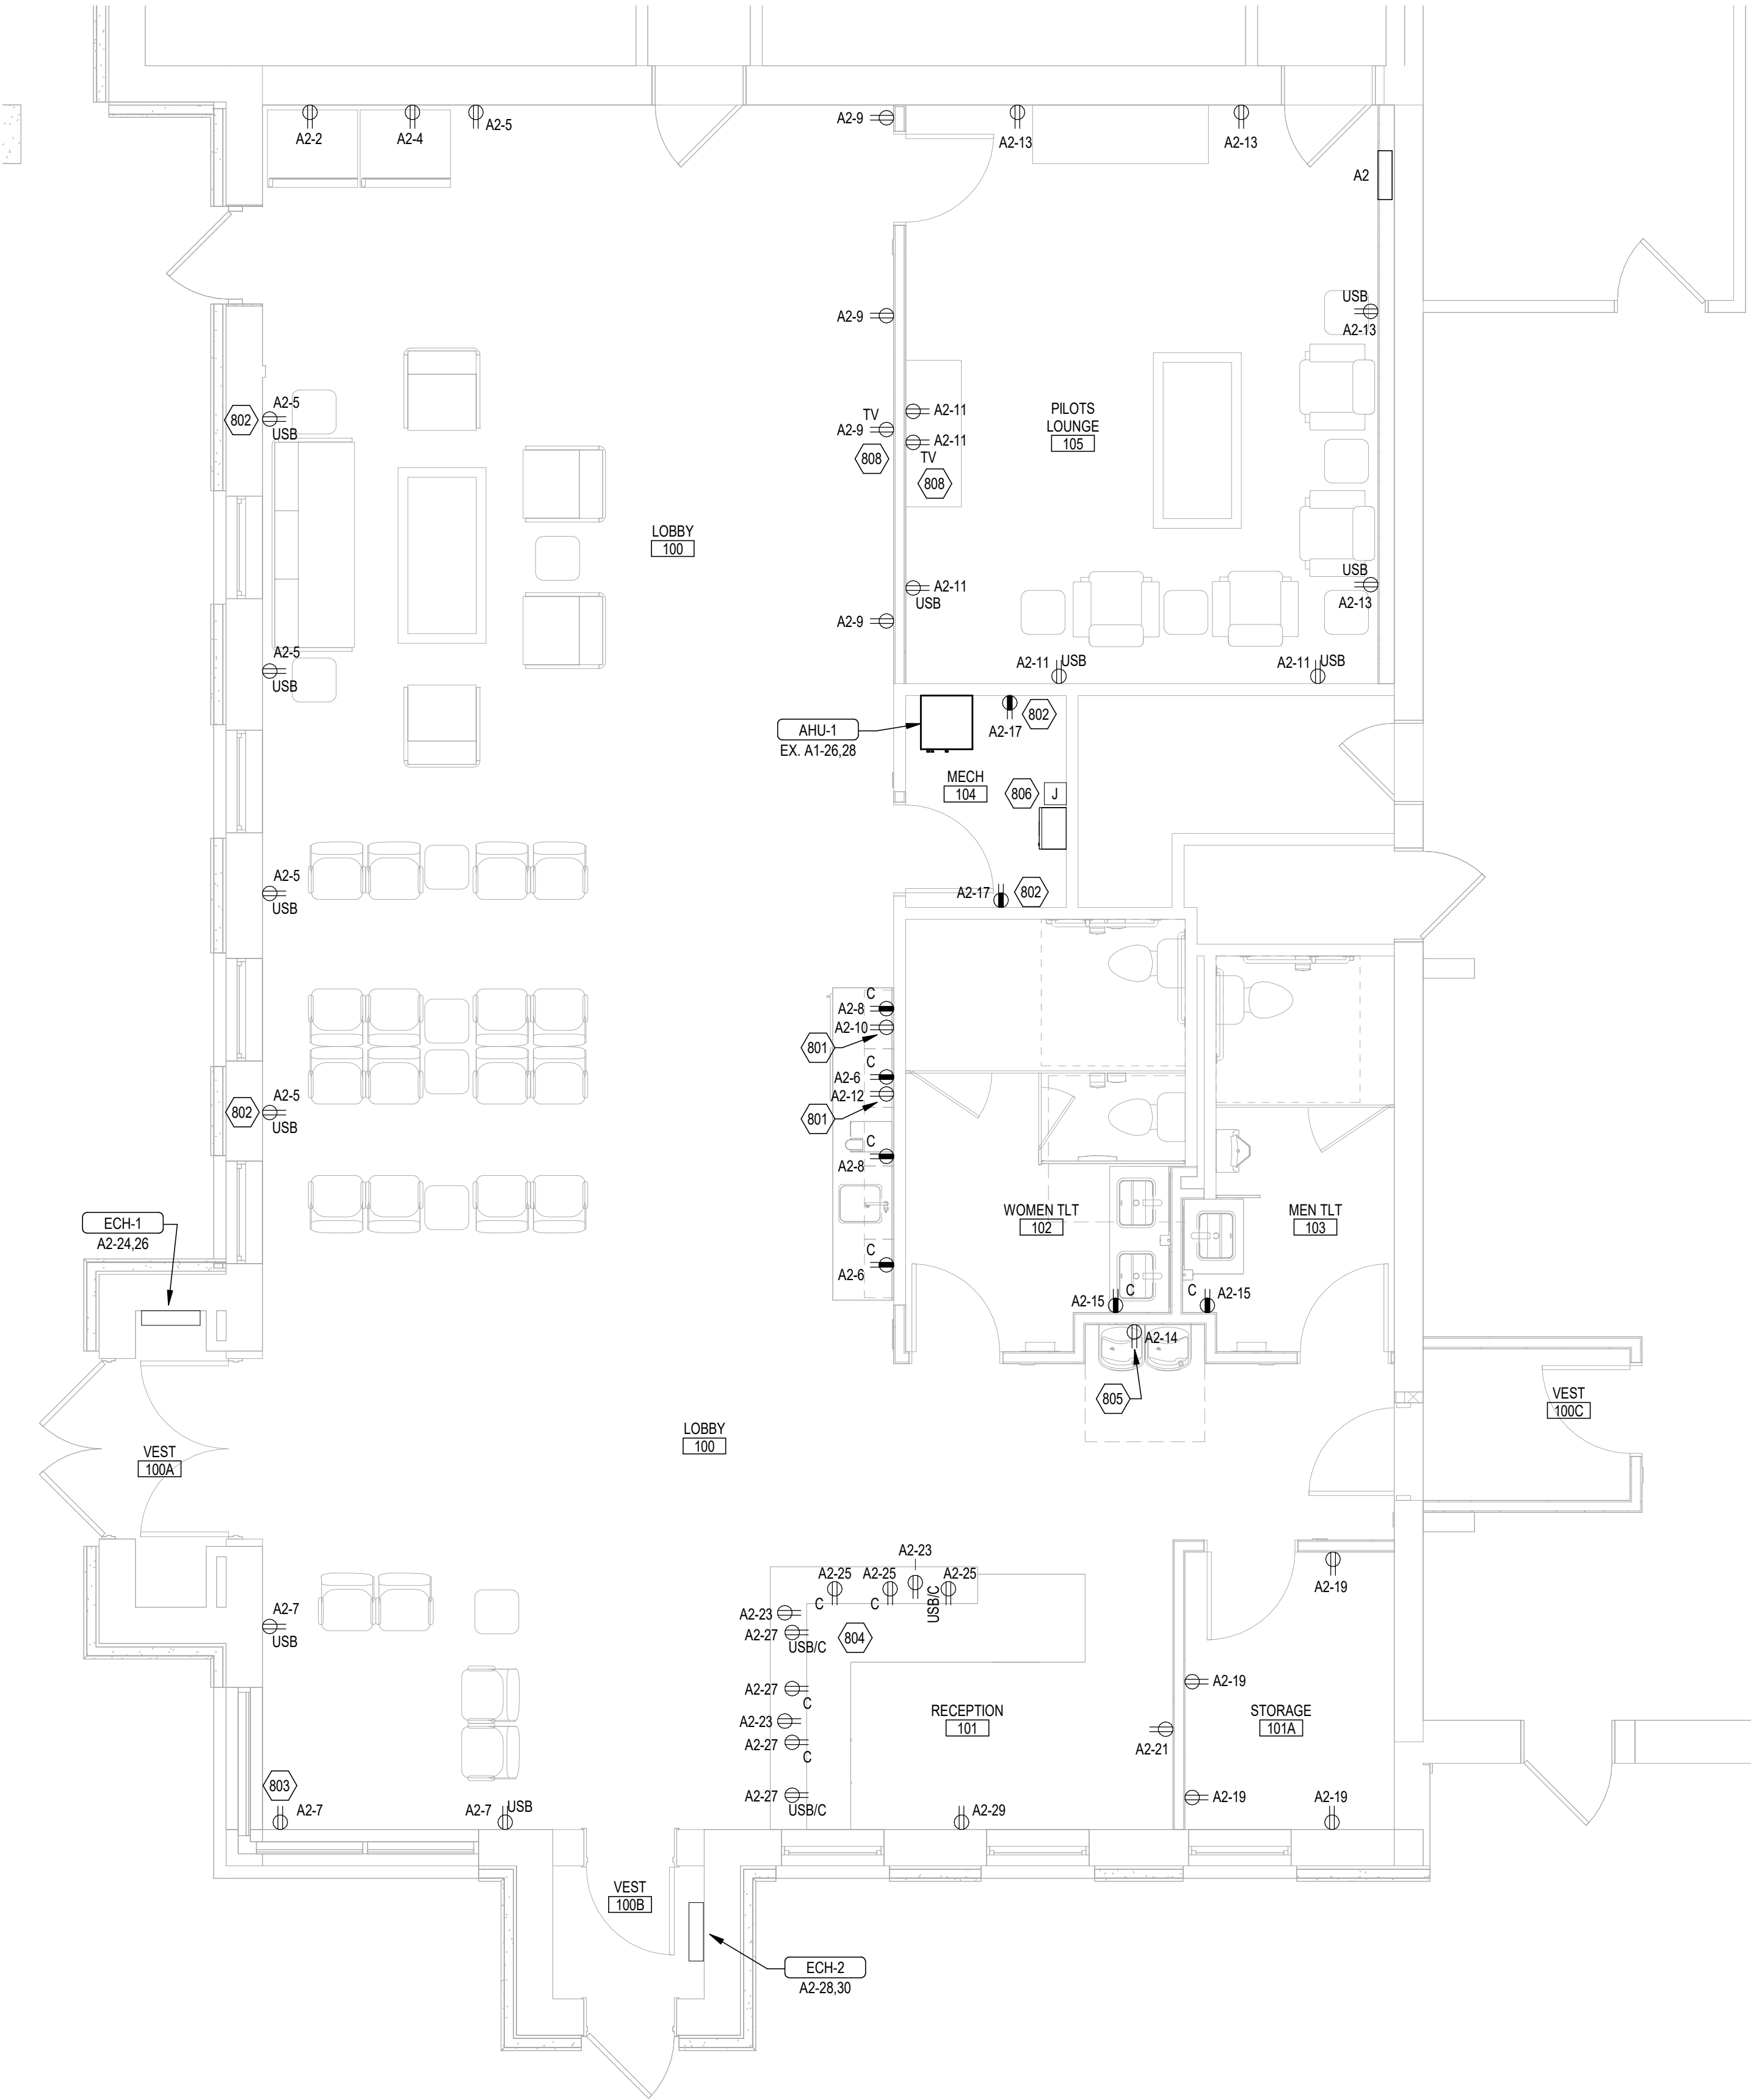 A2-2
A2-4
A2-5
A2-9
A2-13
A2-13
A2
A2-9
USB
A2-13
802
A2-5
USB
TV
A2-9
808
A2-11
A2-11
TV
808
PILOTS
LOUNGE
105
LOBBY
100
A2-11
USB
USB
A2-13
A2-9
A2-5
USB
A2-11
USB
A2-11
USB
AHU-1
EX. A1-26,28
A2-17
802
MECH
104
806
J
A2-5
USB
A2-17
802
C
A2-8
A2-10
801
C
A2-6
A2-12
801
802
A2-5
USB
C
A2-8
WOMEN TLT
102
MEN TLT
103
ECH-1
A2-24,26
C
A2-6
A2-15
C
C
A2-15
A2-14
805
VEST
100C
LOBBY
100
VEST
100A
A2-23
A2-25
A2-25
A2-25
C
C
USB/C
A2-19
A2-7
USB
A2-23
A2-27
USB/C
804
A2-27
C
A2-19
A2-23
A2-27
C
RECEPTION
101
STORAGE
101A
A2-21
803
A2-7
A2-7
USB
A2-27
USB/C
A2-29
A2-19
A2-19
VEST
100B
ECH-2
A2-28,30